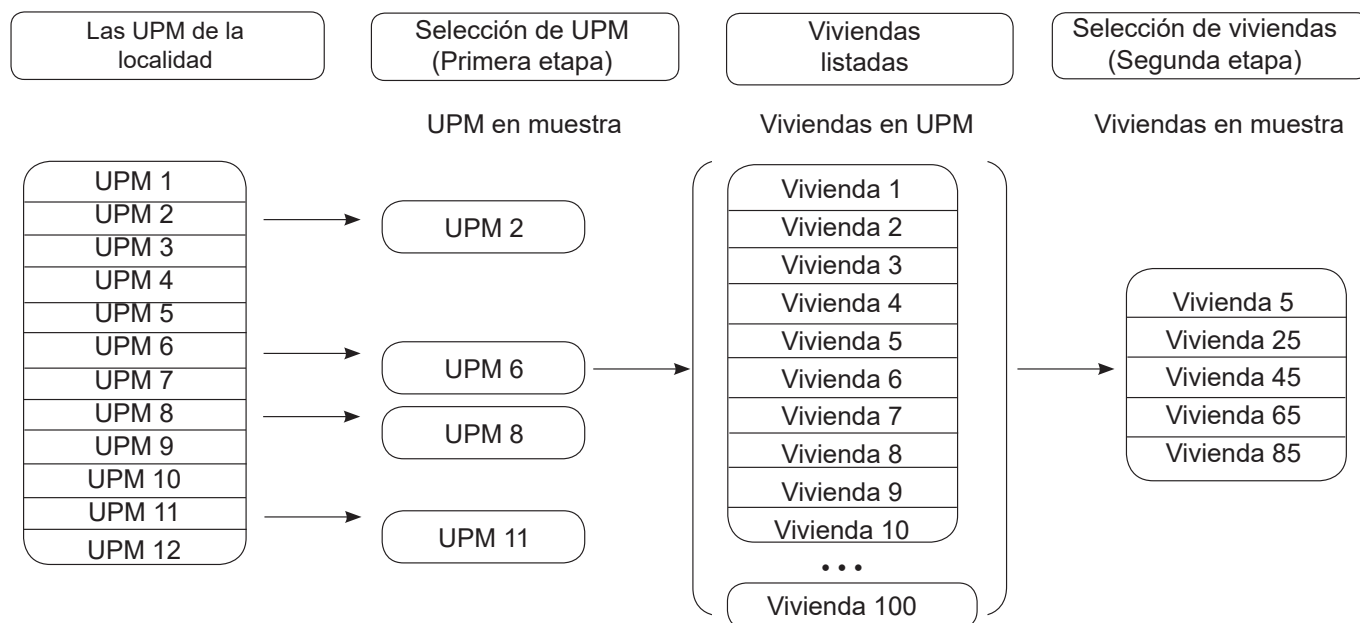 Las UPM de la
localidad
Selección de UPM
(Primera etapa)
Viviendas
listadas
Selección de viviendas
(Segunda etapa)
UPM en muestra
Viviendas en UPM
Viviendas en muestra
UPM 1
UPM 2
UPM 3
UPM 4
UPM 5
UPM 6
UPM 7
UPM 8
UPM 9
UPM 10
UPM 11
UPM 12
UPM 2
UPM 6
UPM 8
UPM 11
Vivienda 1
Vivienda 2
Vivienda 3
Vivienda 4
Vivienda 5
Vivienda 6
Vivienda 7
Vivienda 8
Vivienda 9
Vivienda 10
• • •
Vivienda 100
Vivienda 5
Vivienda 25
Vivienda 45
Vivienda 65
Vivienda 85